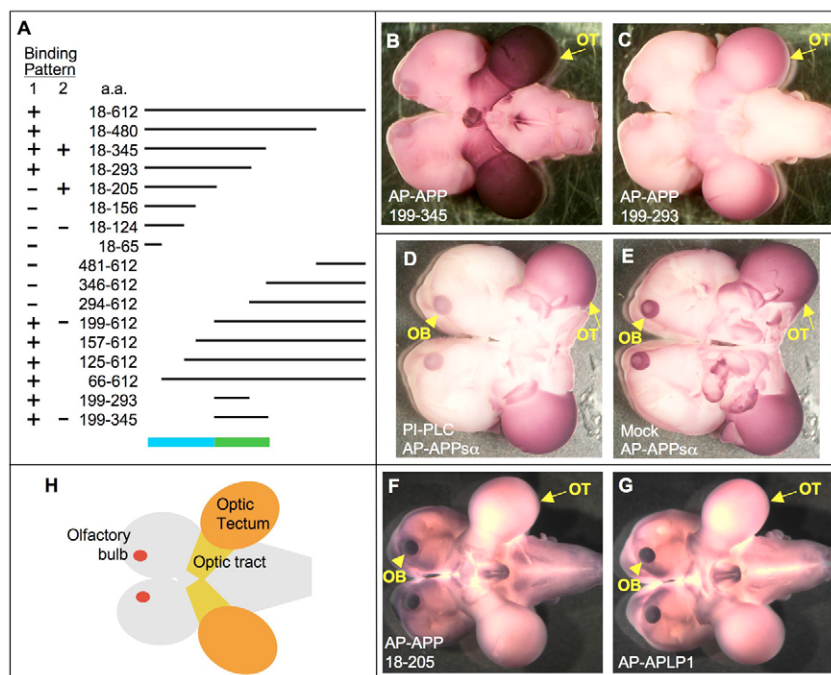 A
Binding
Pattern
1 2 a.a.
+ 18-612
+ 18-480
+ + 18-345
+ 18-293
- + 18-205
- 18-156
- - 18-124
- 18-65
- 481-612
- 346-612
- 294-612
+ - 199-612
+ 157-612
+ 125-612
+ 66-612
+ 199-293
+ - 199-345
B
OT
AP-APP
199-345
C
OT
AP-APP
199-293
D
OB
OT
PI-PLC
AP-APPsα
E
OB
OT
Mock
AP-APPsα
H
Optic
Tectum
Olfactory
bulb
Optic tract
F
OT
OB
AP-APP
18-205
G
OT
OB
AP-APLP1